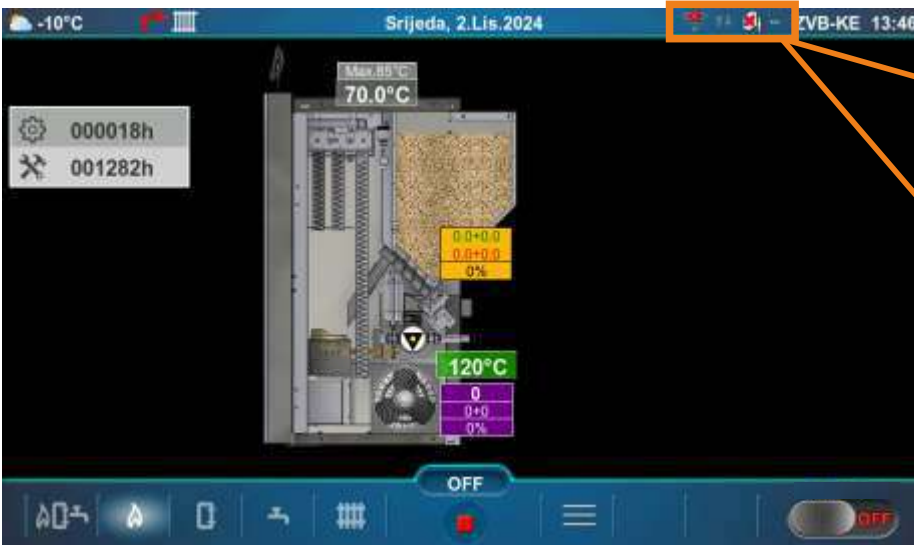 -10°C
Srijeda, 2.Lis.2024
ZVB-KE 13:46
Max.85°C
70.0°C
000018h
001282h
0.0+0.0
0.0+0.0
0%
120°C
0
0+0
0%
OFF
OFF